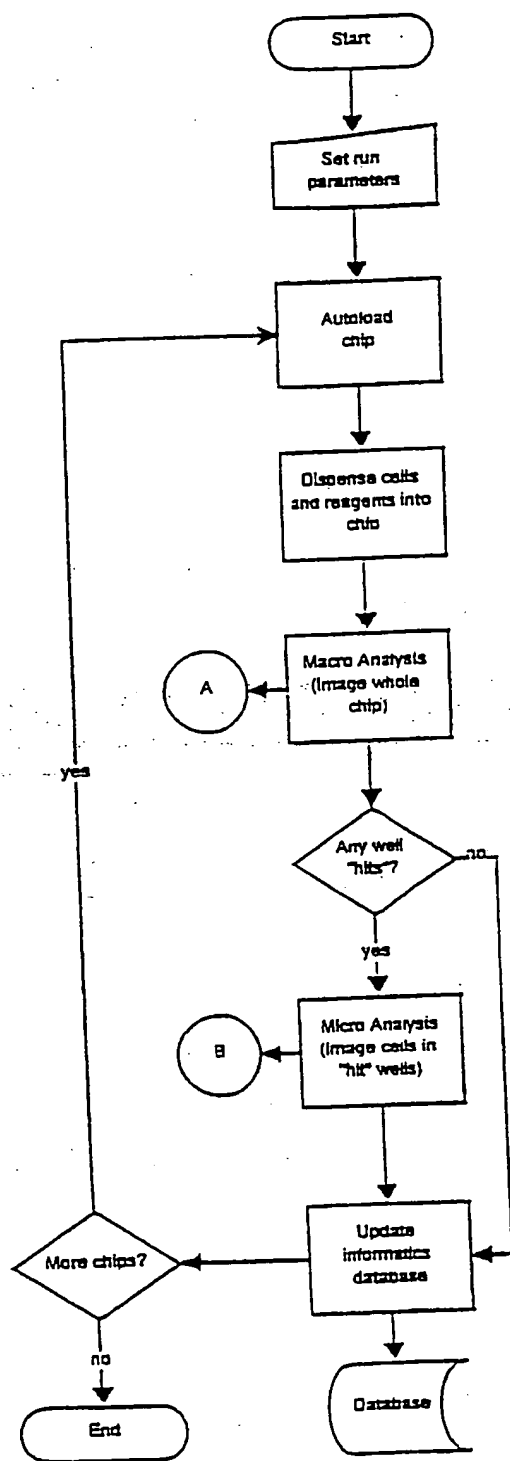 Start
Set run
parameters
Autoload
chip
Dispense cells
and reagents into
chip
Macro Analysis
(Image whole
chip)
A
yes
Any well
"hits"?
no
yes
Micro Analysis
(Image cells in
"hit" wells)
B
Update
informatics
database
More chips?
no
Database
End